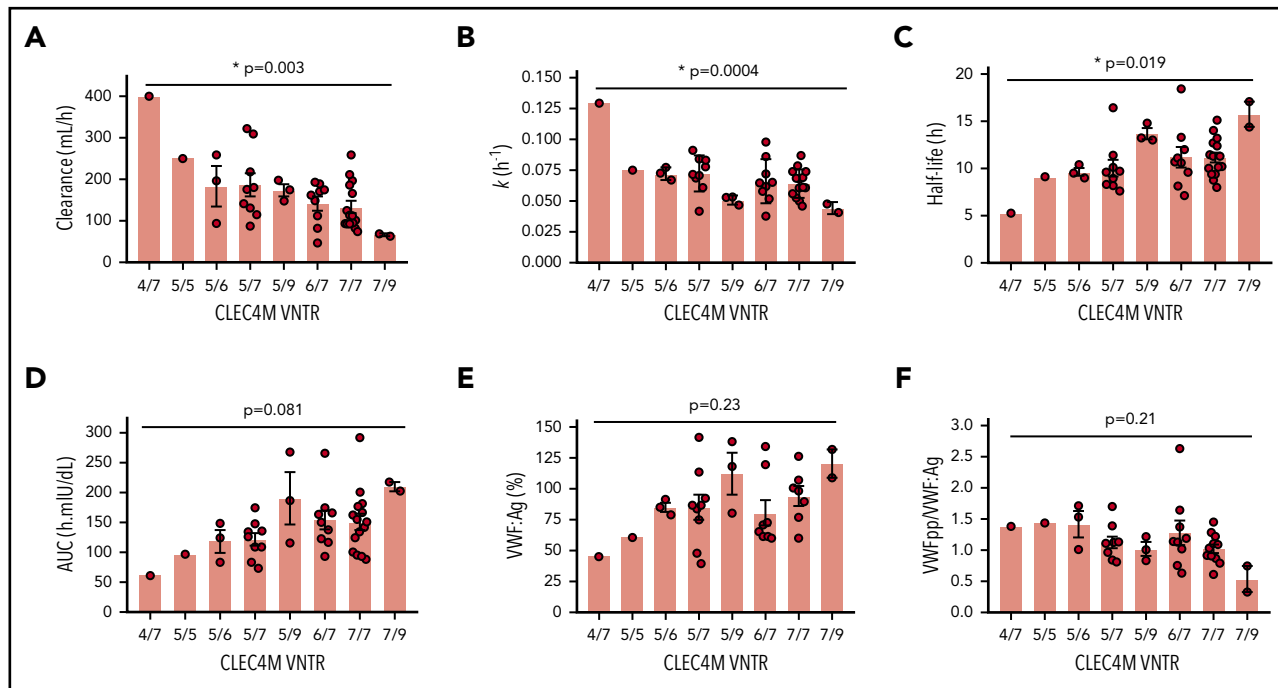 A
* p=0.003
Clearance (mL/h)
400
300
200
100
0
4/7 5/5 5/6 5/7 5/9 6/7 7/7 7/9
CLEC4M VNTR
B
* p=0.0004
k (h-1)
0.150
0.125
0.100
0.075
0.050
0.025
0.000
4/7 5/5 5/6 5/7 5/9 6/7 7/7 7/9
CLEC4M VNTR
C
* p=0.019
Half-life (h)
20
15
10
5
0
4/7 5/5 5/6 5/7 5/9 6/7 7/7 7/9
CLEC4M VNTR
D
p=0.081
AUC (h.mIU/dL)
300
250
200
150
100
50
0
4/7 5/5 5/6 5/7 5/9 6/7 7/7 7/9
CLEC4M VNTR
E
p=0.23
VWF:Ag (%)
150
125
100
75
50
25
0
4/7 5/5 5/6 5/7 5/9 6/7 7/7 7/9
CLEC4M VNTR
F
p=0.21
VWFpp/VWF:Ag
3.0
2.5
2.0
1.5
1.0
0.5
0.0
4/7 5/5 5/6 5/7 5/9 6/7 7/7 7/9
CLEC4M VNTR